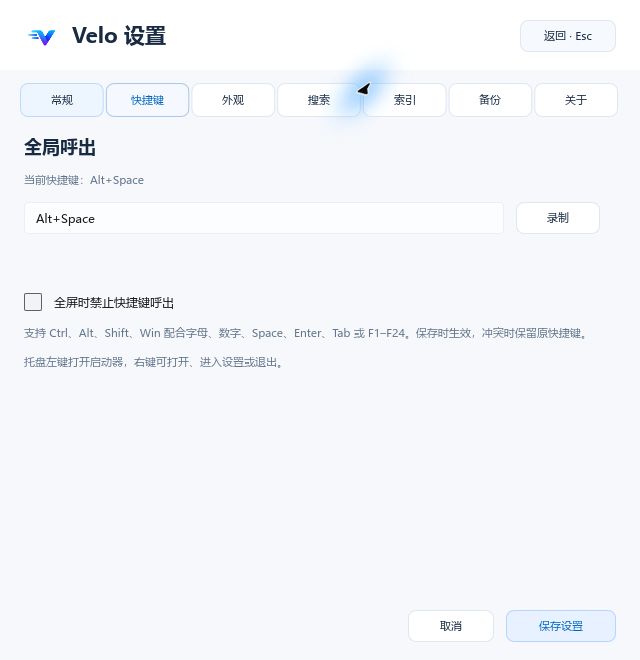 Velo 设置
返回 · Esc
常规
快捷键
外观
搜索
索引
备份
关于
全局呼出
当前快捷键：Alt+Space
Alt+Space
录制
全屏时禁止快捷键呼出
支持 Ctrl、Alt、Shift、Win 配合字母、数字、Space、Enter、Tab 或 F1–F24。保存时生效，冲突时保留原快捷键。
托盘左键打开启动器，右键可打开、进入设置或退出。
取消
保存设置